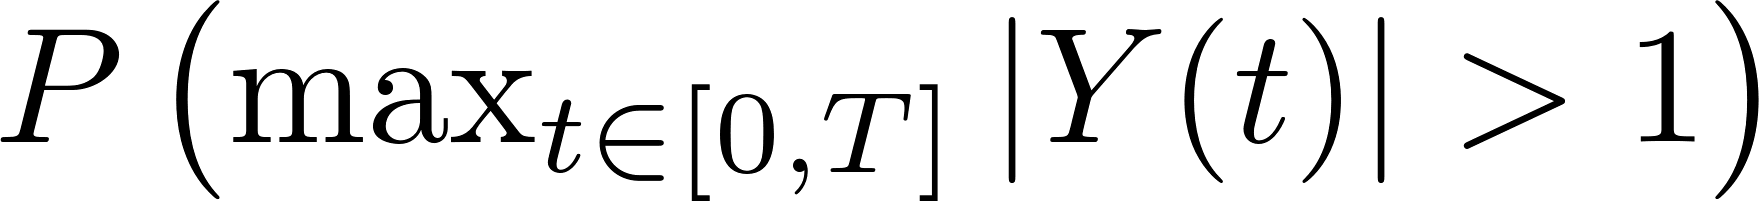 P (max_{t∈[0,T]} |Y(t)| > 1)